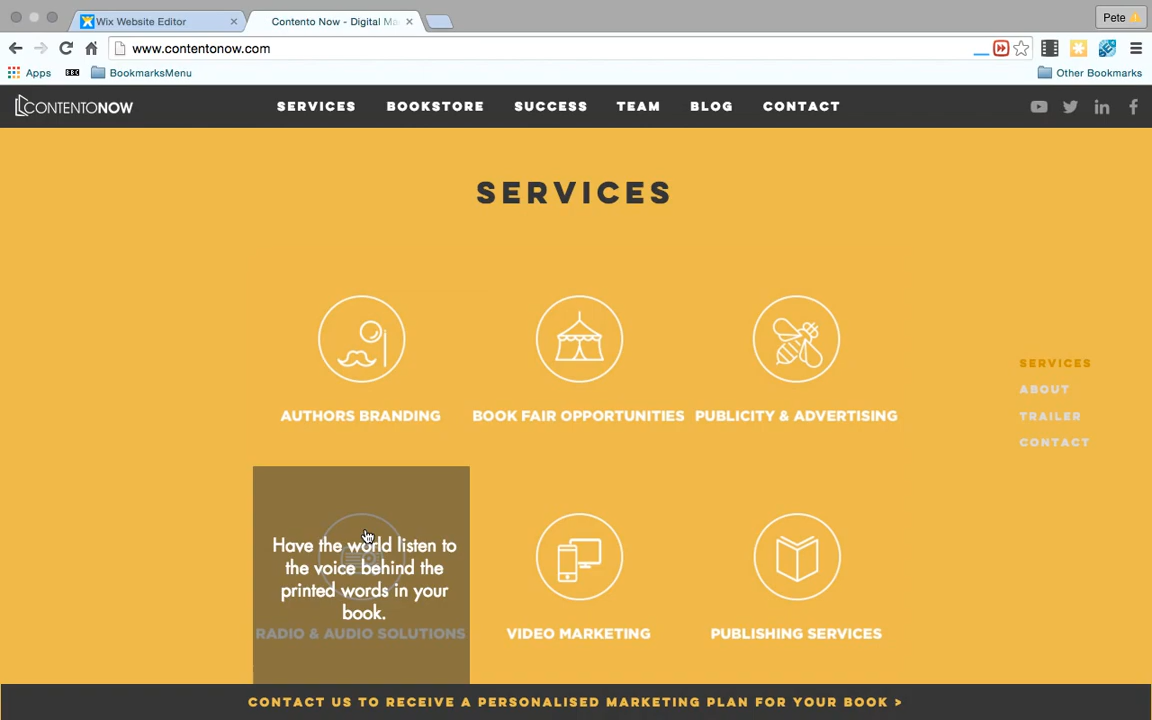 Wix Website Editor
Contento Now - Digital Ma
Pete
www.contentonow.com
Apps
BBC
BookmarksMenu
Other Bookmarks
CONTENTONOW
SERVICES
BOOKSTORE
SUCCESS
TEAM
BLOG
CONTACT
SERVICES
AUTHORS BRANDING
BOOK FAIR OPPORTUNITIES
PUBLICITY & ADVERTISING
SERVICES
ABOUT
TRAILER
CONTACT
Have the world listen to
the voice behind the
printed words in your
book.
RADIO & AUDIO SOLUTIONS
VIDEO MARKETING
PUBLISHING SERVICES
CONTACT US TO RECEIVE A PERSONALISED MARKETING PLAN FOR YOUR BOOK >